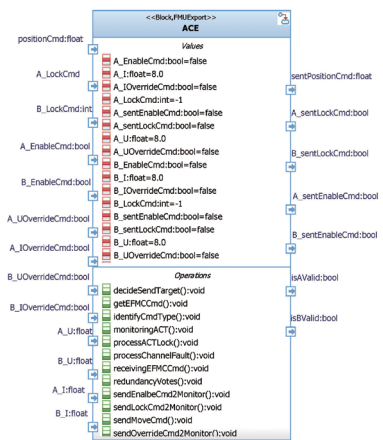 <<Block,FMUExport>>
ACE
Values
A_EnableCmd:bool=false
A_I:float=8.0
A_IOverrideCmd:bool=false
A_LockCmd:int=-1
A_sentEnableCmd:bool=false
A_sentLockCmd:bool=false
A_U:float=8.0
A_UOverrideCmd:bool=false
B_EnableCmd:bool=false
B_I:float=8.0
B_IOverrideCmd:bool=false
B_LockCmd:int=-1
B_sentEnableCmd:bool=false
B_sentLockCmd:bool=false
B_U:float=8.0
B_UOverrideCmd:bool=false
Operations
decideSendTarget():void
getEFMCCmd():void
identifyCmdType():void
monitoringACT():void
processACTLock():void
processChannelFault():void
receivingEFMCCmd():void
redundancyVotes():void
sendEnalbeCmd2Monitor():void
sendLockCmd2Monitor():void
sendMoveCmd():void
sendOverrideCmd2Monitor():void
positionCmd:float
A_LockCmd
B_LockCmd:int
A_EnableCmd:bool
B_EnableCmd:bool
A_UOverrideCmd:bool
A_IOverrideCmd:bool
B_UOverrideCmd:bool
B_IOverrideCmd:bool
A_U:float
B_U:float
A_I:float
B_I:float
sentPositionCmd:float
A_sentLockCmd:bool
B_sentLockCmd:bool
A_sentEnableCmd:bool
B_sentEnableCmd:bool
isAValid:bool
isBValid:bool